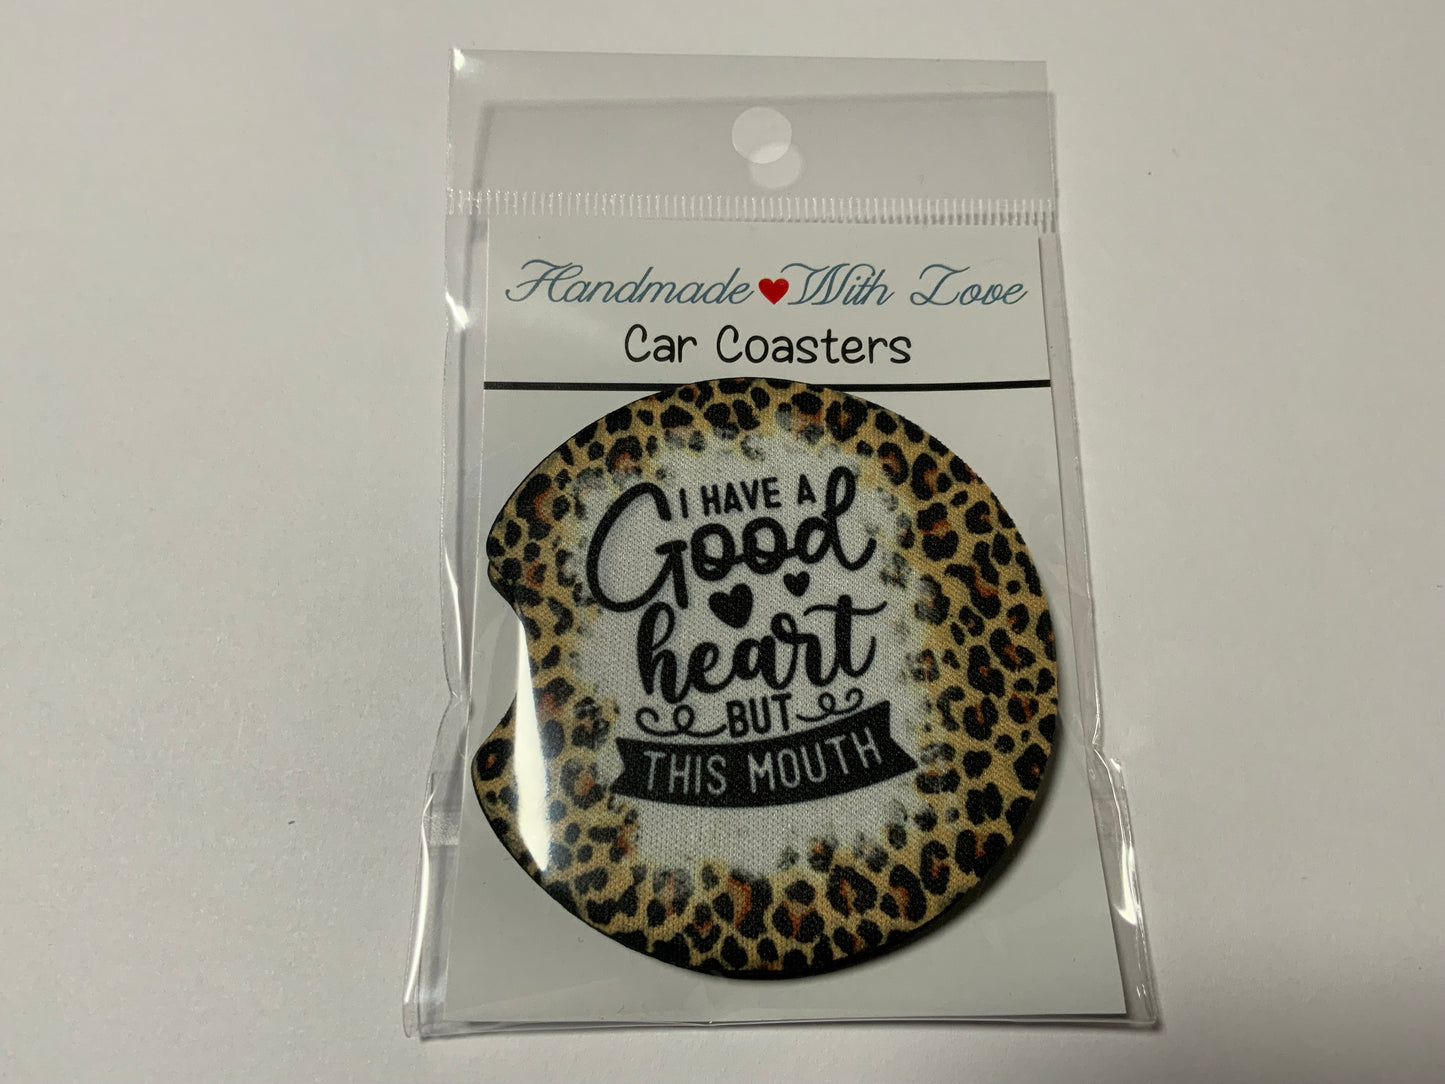 Handmade With Love
Car Coasters
I HAVE A
Good
heart
BUT
THIS MOUTH